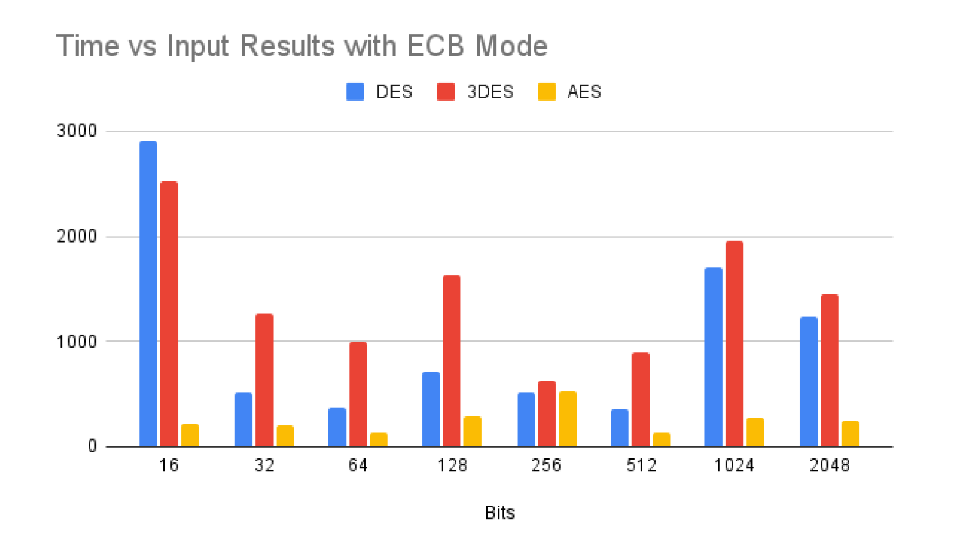 Time vs Input Results with ECB Mode
DES 3DES AES
3000
2000
1000
0
16 32 64 128 256 512 1024 2048
Bits